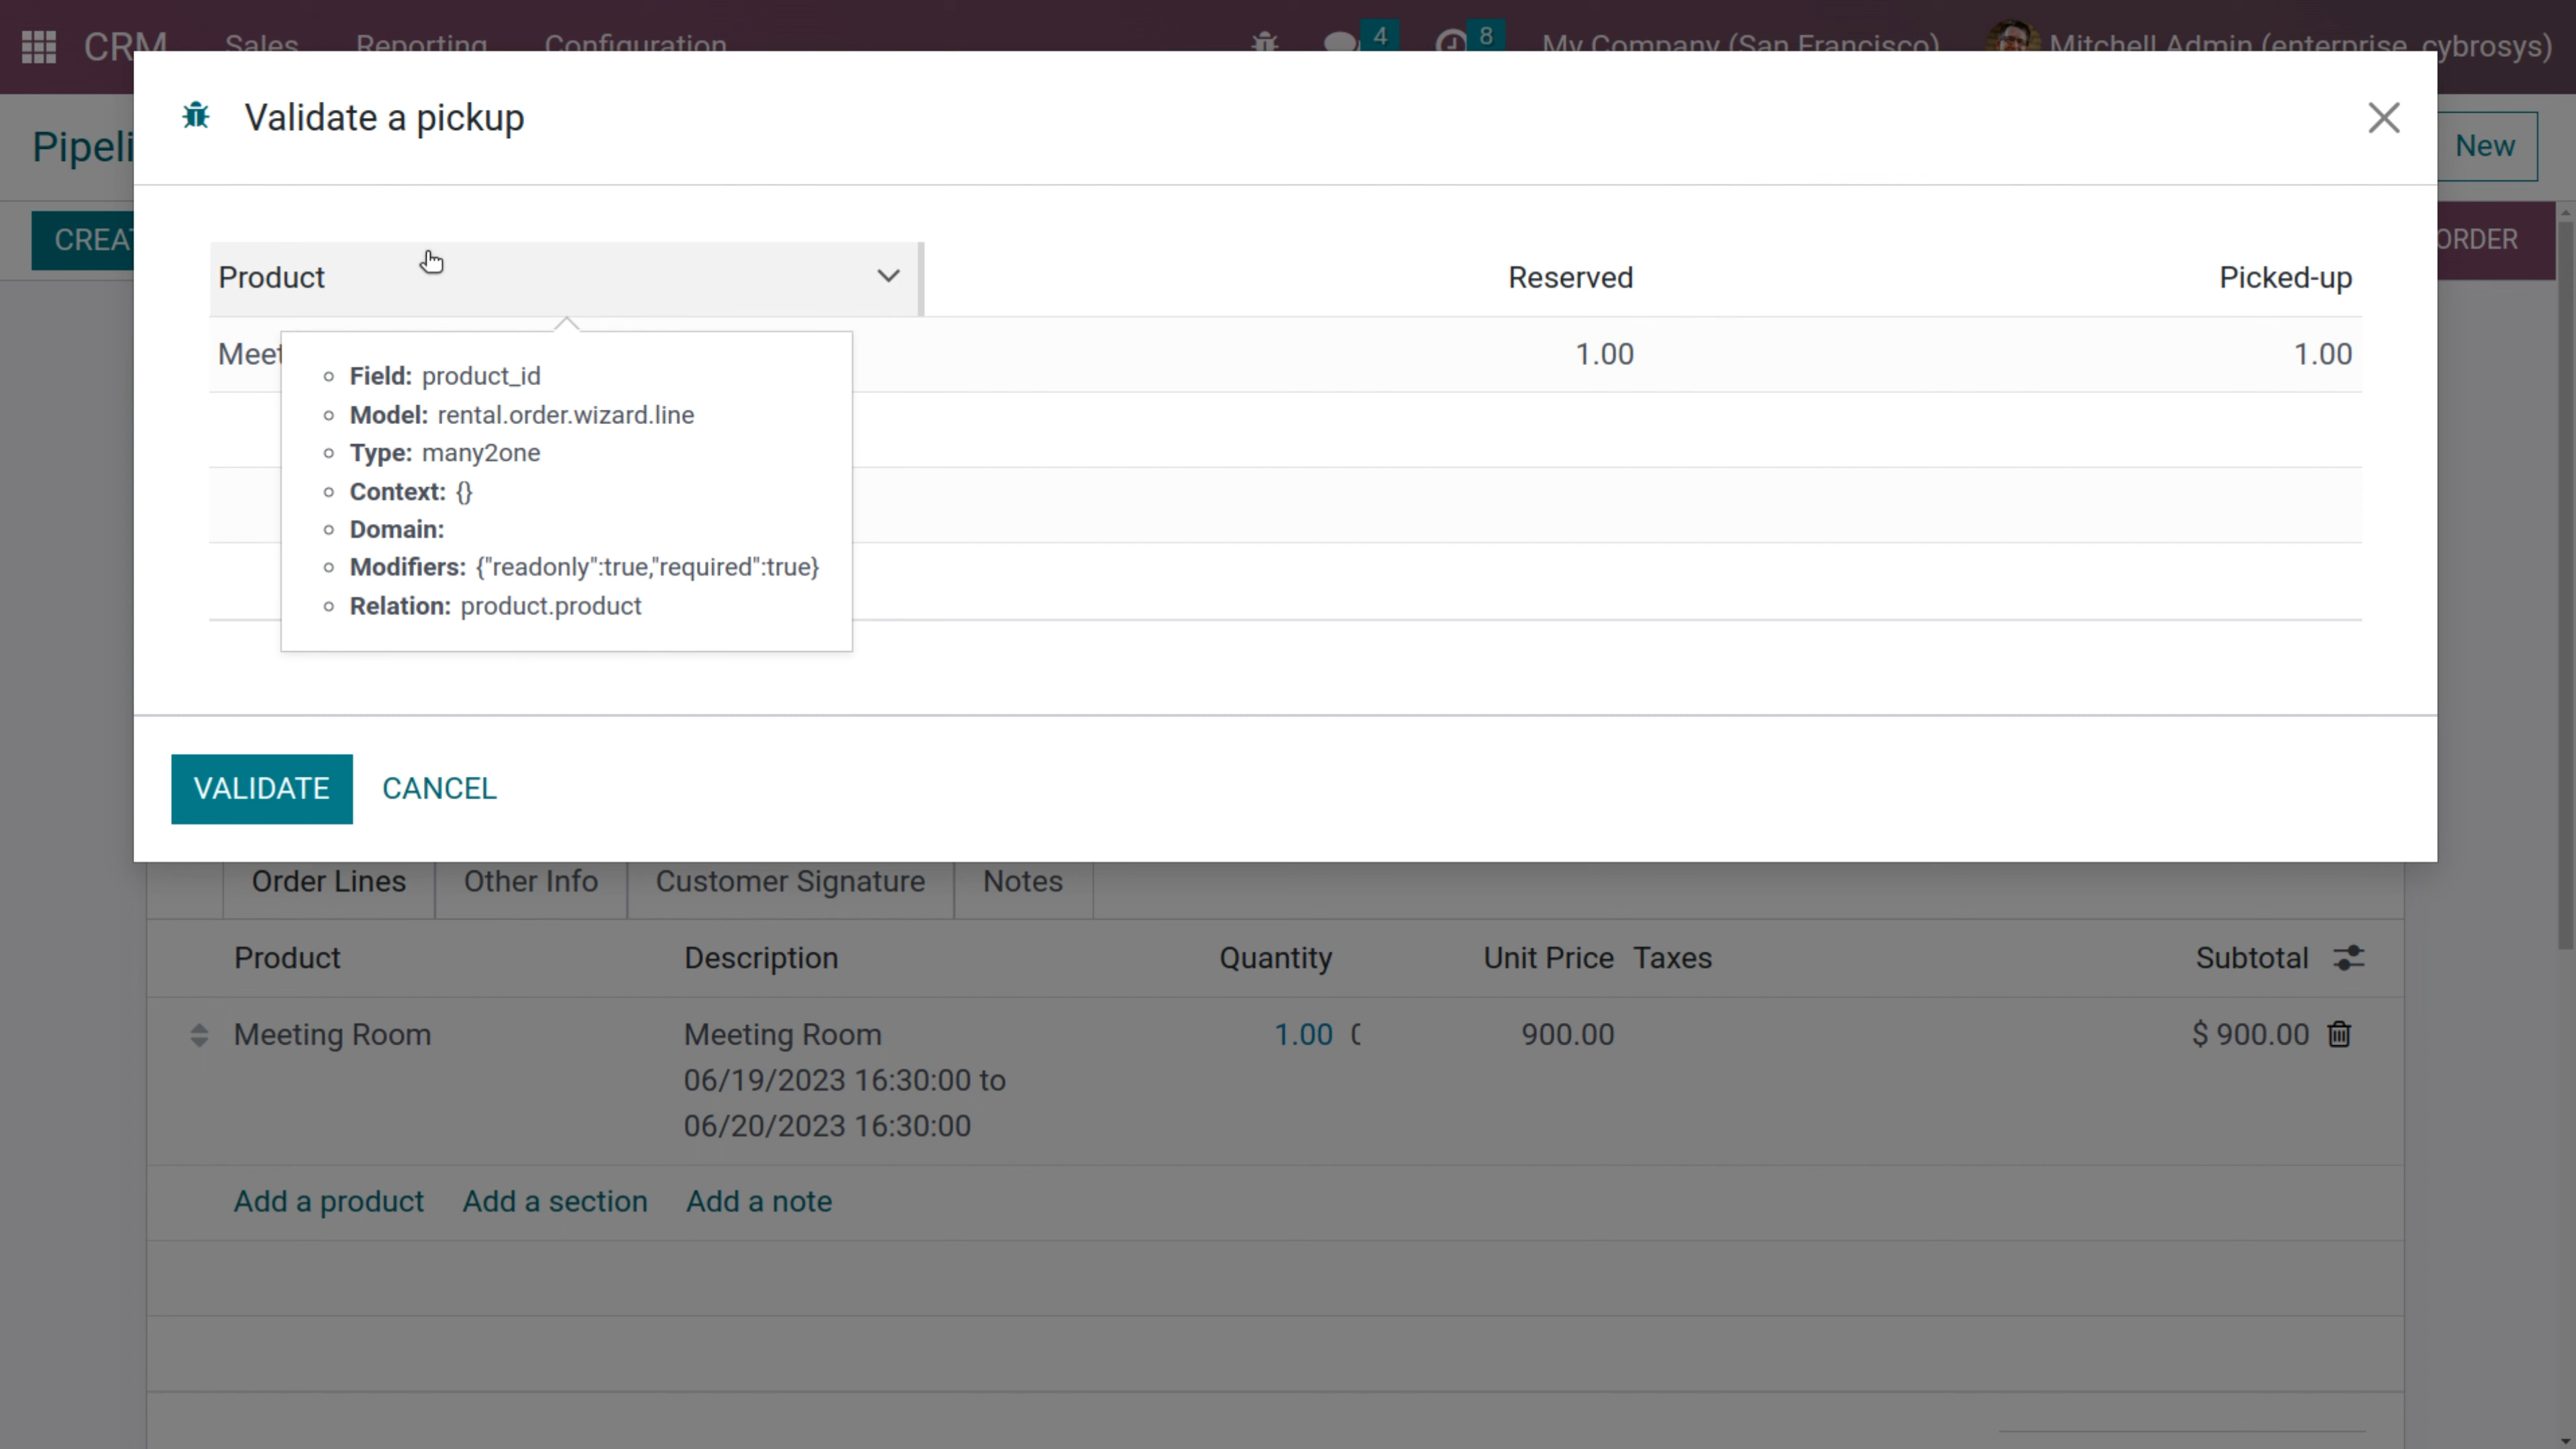 CRM Sales Reporting Configuration 4 8 My Company (San Francisco) Mitchell Admin (enterprise_cybrosys)
Validate a pickup
Pipeli New
CREAT ORDER
Product Reserved Picked-up
Meet 1.00 1.00
Field: product_id
Model: rental.order.wizard.line
Type: many2one
Context: {}
Domain:
Modifiers: {"readonly":true,"required":true}
Relation: product.product
VALIDATE CANCEL
Order Lines Other Info Customer Signature Notes
Product Description Quantity Unit Price Taxes Subtotal
Meeting Room Meeting Room 1.00 900.00 $ 900.00
06/19/2023 16:30:00 to
06/20/2023 16:30:00
Add a product Add a section Add a note